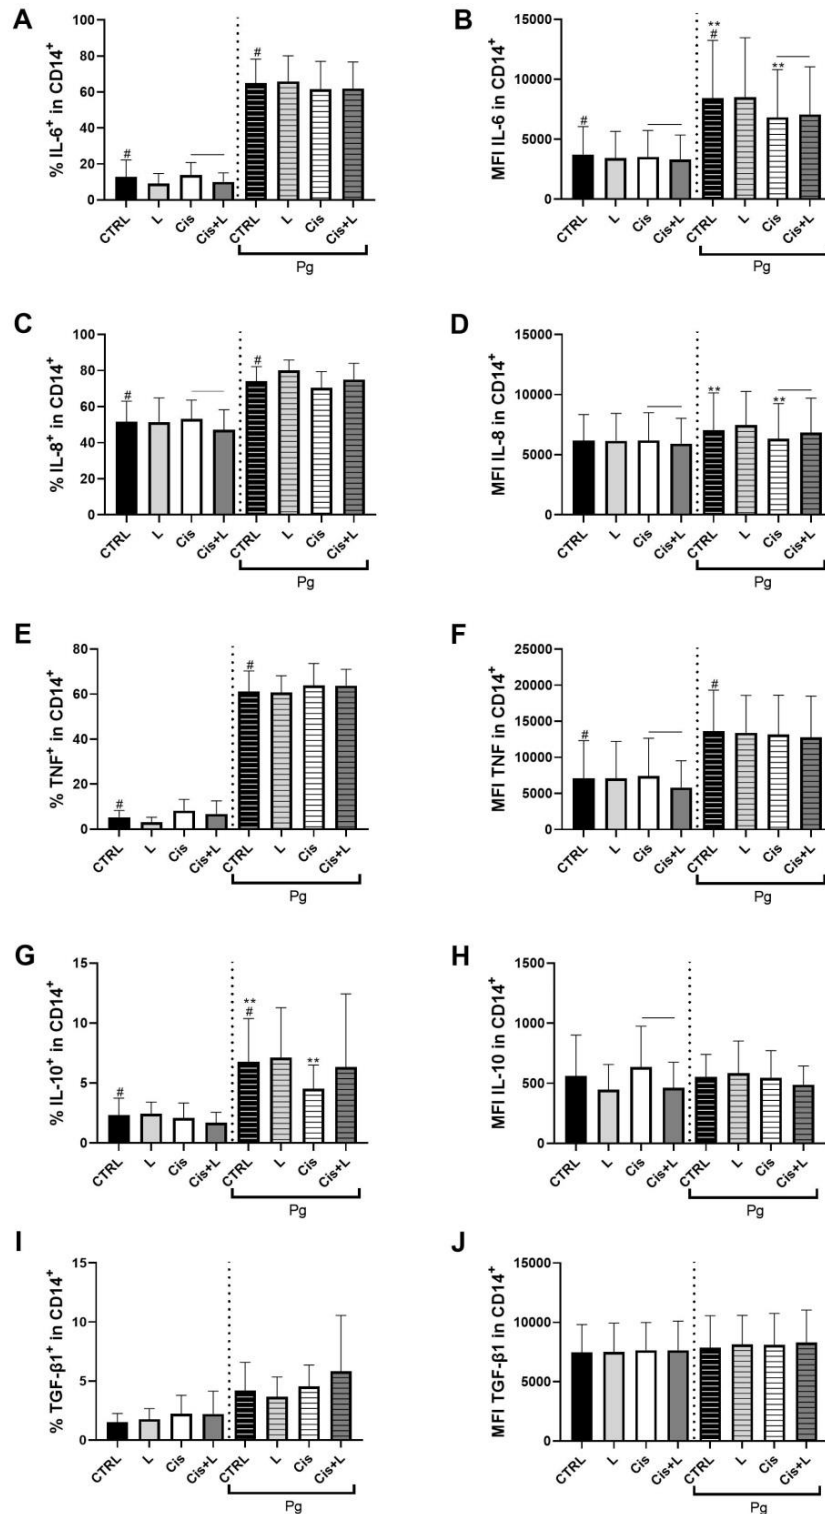 A
% IL-6⁺ in CD14⁺
100
80
60
40
20
0
#
#
CTRL L Cis Cis+L CTRL L Cis Cis+L
Pg
B
MFI IL-6 in CD14⁺
15000
10000
5000
0
#
**
#
**
CTRL L Cis Cis+L CTRL L Cis Cis+L
Pg
C
% IL-8⁺ in CD14⁺
100
80
60
40
20
0
#
#
CTRL L Cis Cis+L CTRL L Cis Cis+L
Pg
D
MFI IL-8 in CD14⁺
15000
10000
5000
0
**
**
CTRL L Cis Cis+L CTRL L Cis Cis+L
Pg
E
% TNF⁺ in CD14⁺
80
60
40
20
0
#
#
CTRL L Cis Cis+L CTRL L Cis Cis+L
Pg
F
MFI TNF in CD14⁺
25000
20000
15000
10000
5000
0
#
#
CTRL L Cis Cis+L CTRL L Cis Cis+L
Pg
G
% IL-10⁺ in CD14⁺
15
10
5
0
#
**
#
**
CTRL L Cis Cis+L CTRL L Cis Cis+L
Pg
H
MFI IL-10 in CD14⁺
1500
1000
500
0
CTRL L Cis Cis+L CTRL L Cis Cis+L
Pg
I
% TGF-β1⁺ in CD14⁺
15
10
5
0
CTRL L Cis Cis+L CTRL L Cis Cis+L
Pg
J
MFI TGF-β1 in CD14⁺
15000
10000
5000
0
CTRL L Cis Cis+L CTRL L Cis Cis+L
Pg